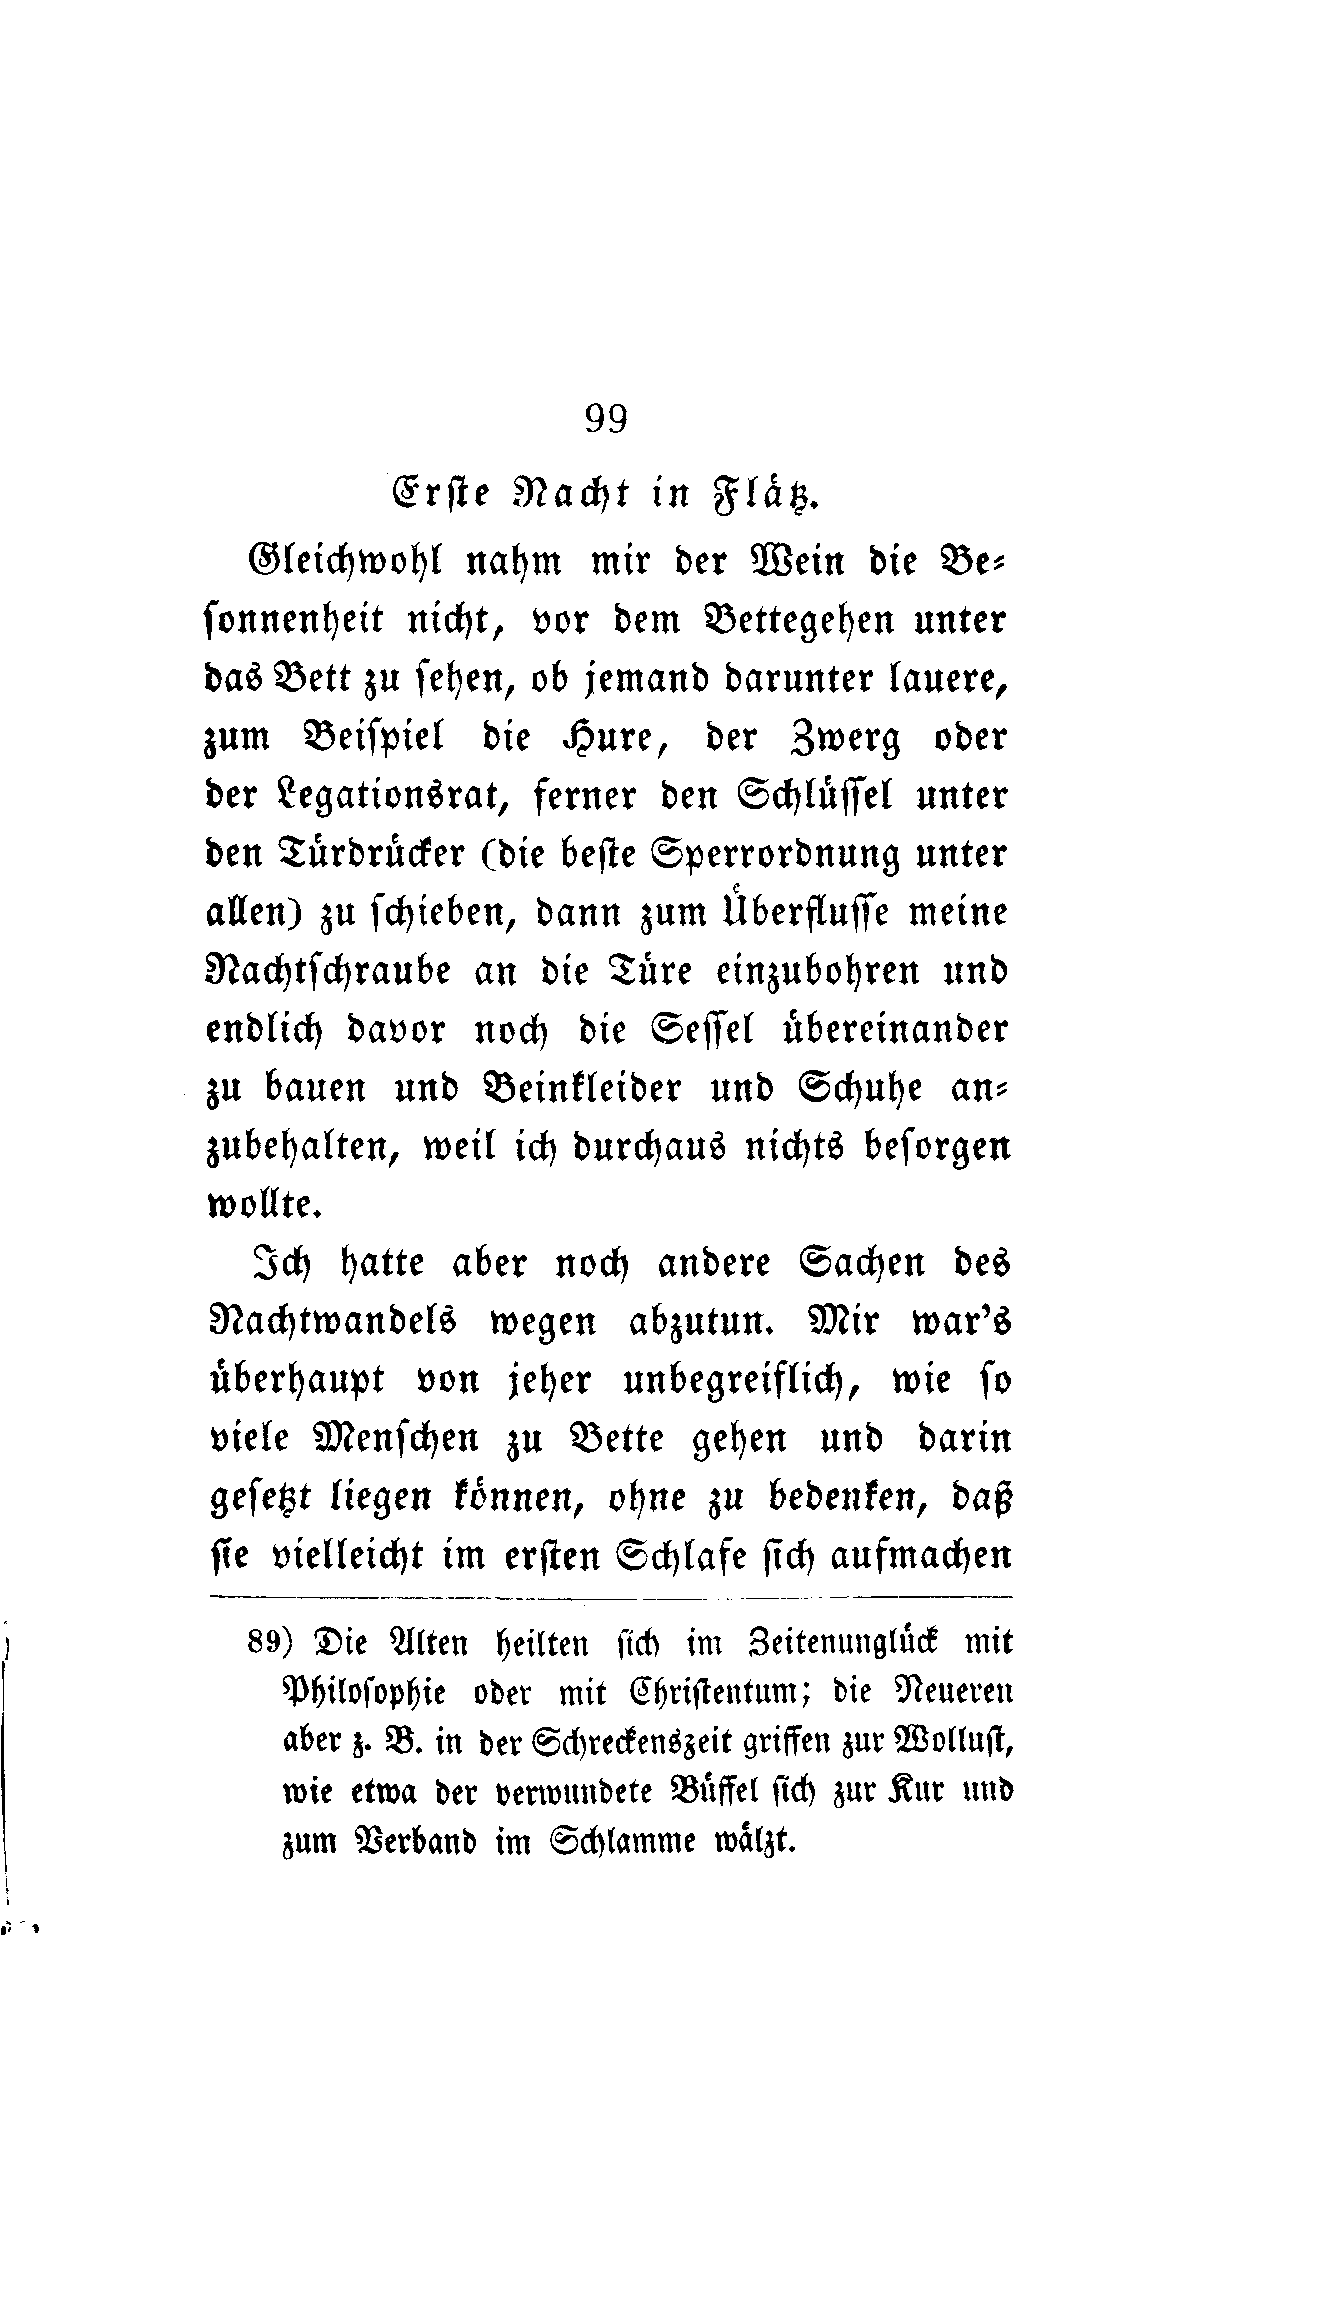 99
Erste Nacht in Flätz.
Gleichwohl nahm mir der Wein die Be-
sonnenheit nicht, vor dem Bettegehen unter
das Bett zu sehen, ob jemand darunter lauere,
zum Beispiel die Hure, der Zwerg oder
der Legationsrat, ferner den Schlüssel unter
den Türdrücker (die beste Sperrordnung unter
allen) zu schieben, dann zum Überflusse meine
Nachtschraube an die Türe einzubohren und
endlich davor noch die Sessel übereinander
zu bauen und Beinkleider und Schuhe an-
zubehalten, weil ich durchaus nichts besorgen
wollte.
Ich hatte aber noch andere Sachen des
Nachtwandels wegen abzutun. Mir war's
überhaupt von jeher unbegreiflich, wie so
viele Menschen zu Bette gehen und darin
gesetzt liegen können, ohne zu bedenken, daß
sie vielleicht im ersten Schlafe sich aufmachen
89) Die Alten heilten sich im Zeitenunglück mit
Philosophie oder mit Christentum; die Neueren
aber z. B. in der Schreckenszeit griffen zur Wollust,
wie etwa der verwundete Büffel sich zur Kur und
zum Verband im Schlamme wälzt.